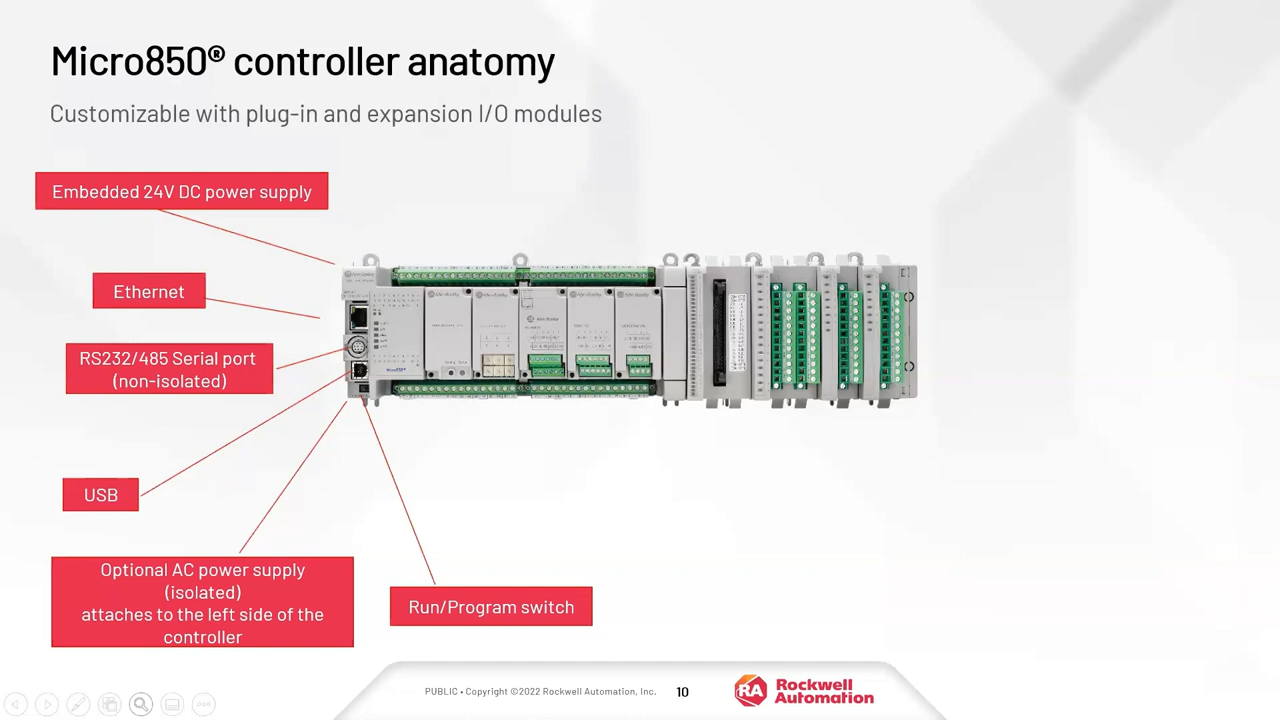 Micro850® controller anatomy
Customizable with plug-in and expansion I/O modules
Embedded 24V DC power supply
Ethernet
RS232/485 Serial port
(non-isolated)
USB
Optional AC power supply
(isolated)
attaches to the left side of the
controller
Run/Program switch
PUBLIC • Copyright ©2022 Rockwell Automation, Inc.
10
RA
Rockwell
Automation